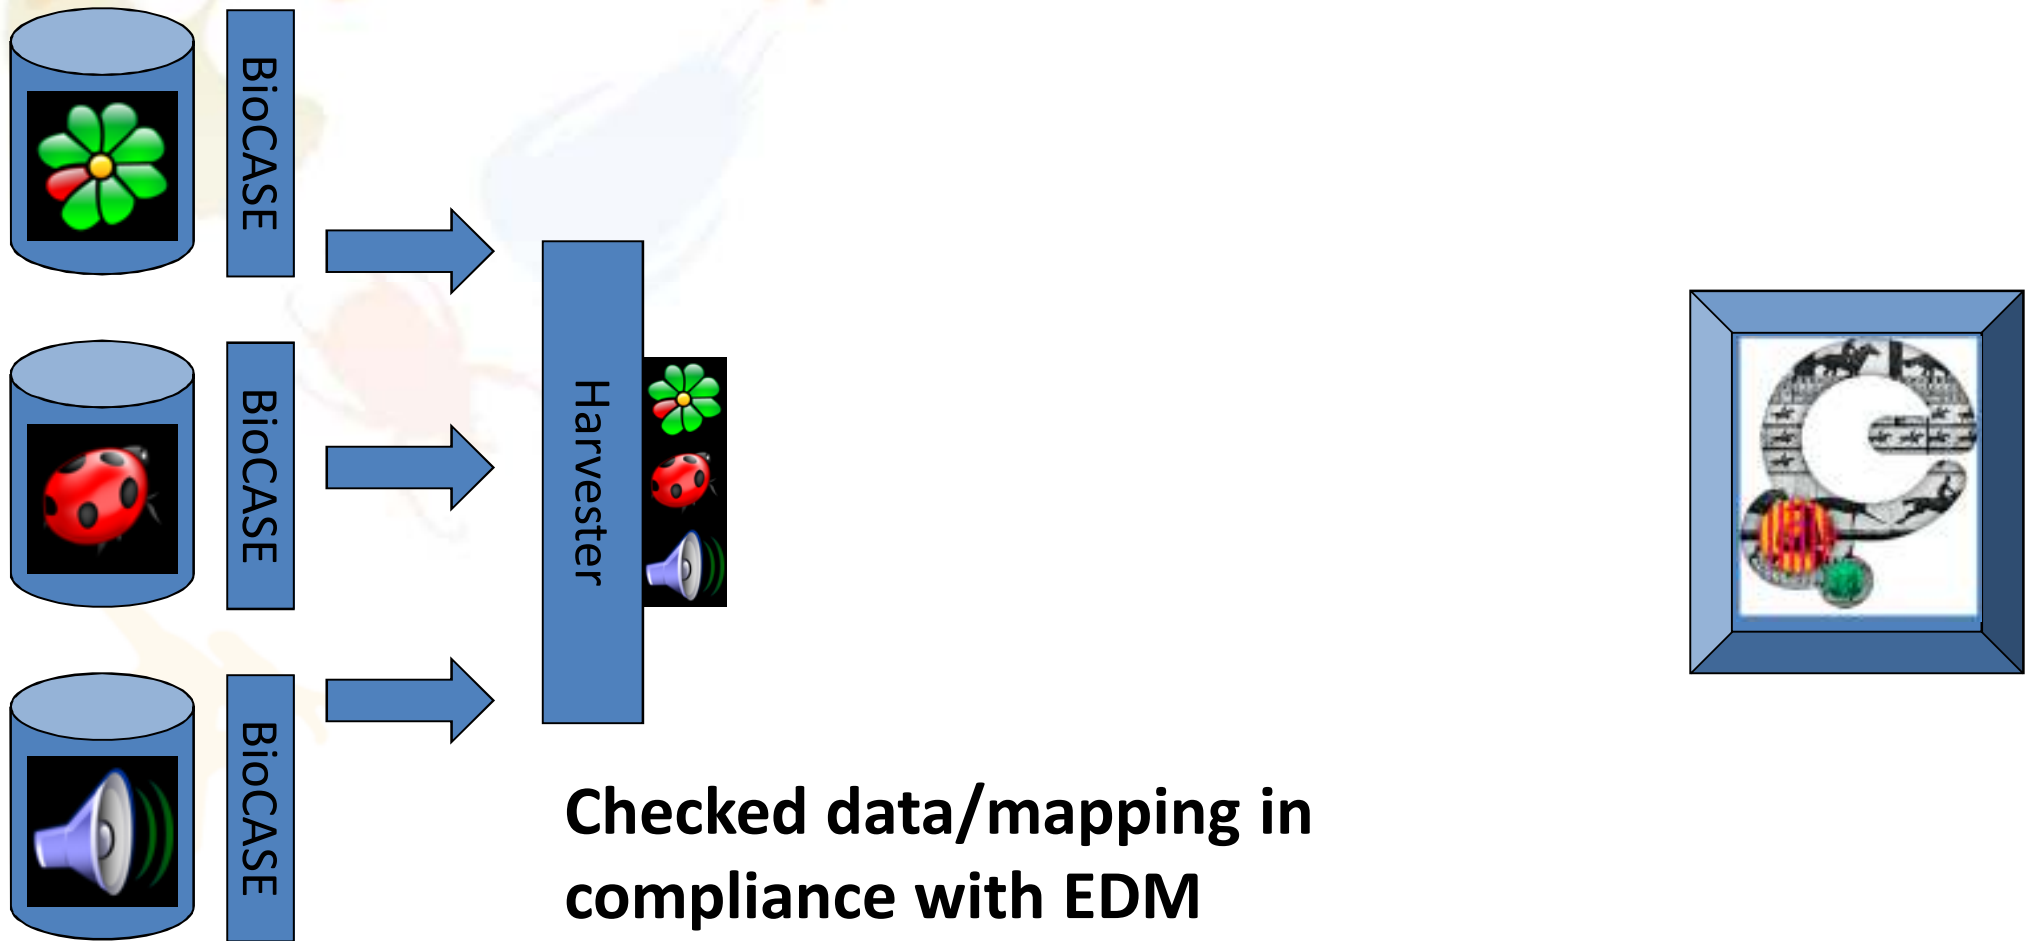 BioCASE
BioCASE
BioCASE
Harvester
Checked data/mapping in
compliance with EDM